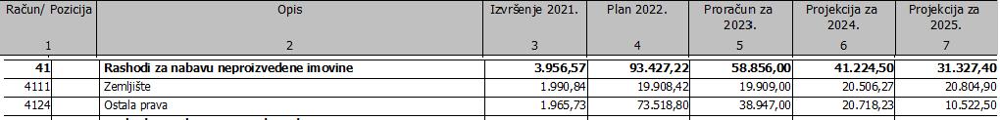 Račun/ Pozicija Opis Izvršenje 2021. Plan 2022. Proračun za 2023. Projekcija za 2024. Projekcija za 2025.
1 2 3 4 5 6 7
41 Rashodi za nabavu neproizvedene imovine 3.956,57 93.427,22 58.856,00 41.224,50 31.327,40
4111 Zemljište 1.990,84 19.908,42 19.909,00 20.506,27 20.804,90
4124 Ostala prava 1.965,73 73.518,80 38.947,00 20.718,23 10.522,50